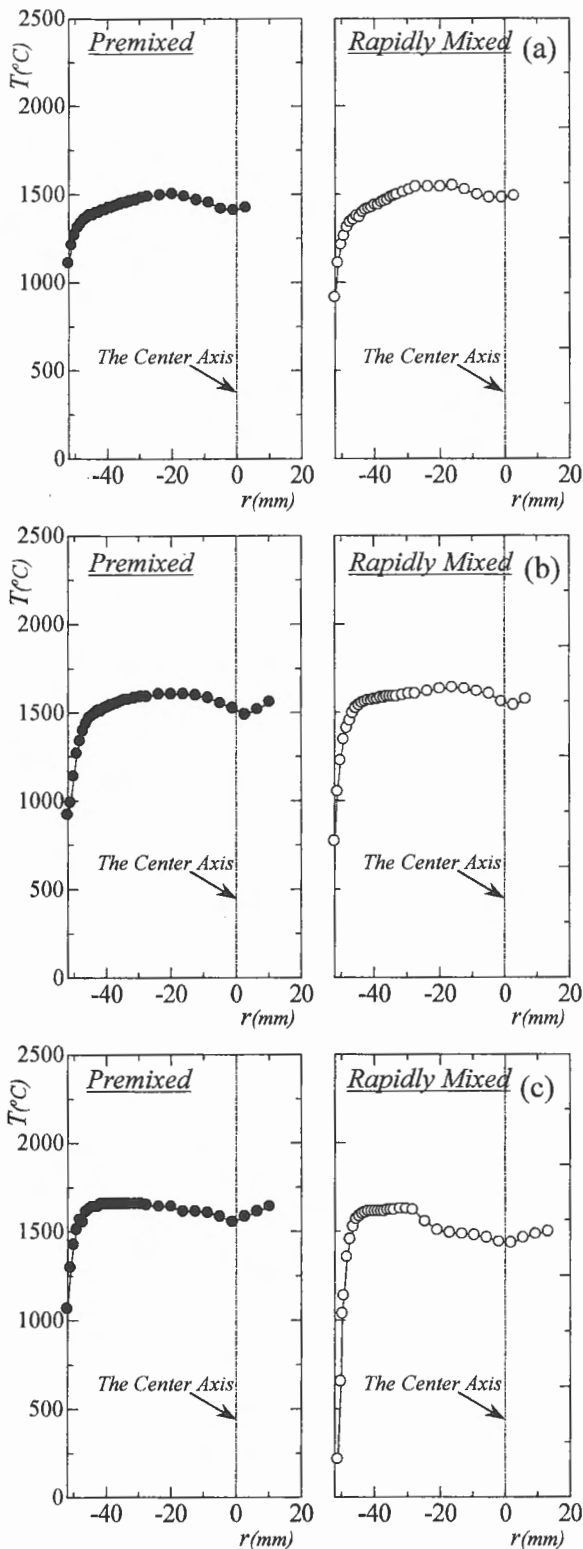 Premixed
Rapidly Mixed (a)
T(°C)
2500
2000
1500
1000
500
0
The Center Axis
The Center Axis
-40 -20 0 20
-40 -20 0 20
r(mm)
r(mm)
Premixed
Rapidly Mixed (b)
T(°C)
2500
2000
1500
1000
500
0
The Center Axis
The Center Axis
-40 -20 0 20
-40 -20 0 20
r(mm)
r(mm)
Premixed
Rapidly Mixed (c)
T(°C)
2500
2000
1500
1000
500
0
The Center Axis
The Center Axis
-40 -20 0 20
-40 -20 0 20
r(mm)
r(mm)